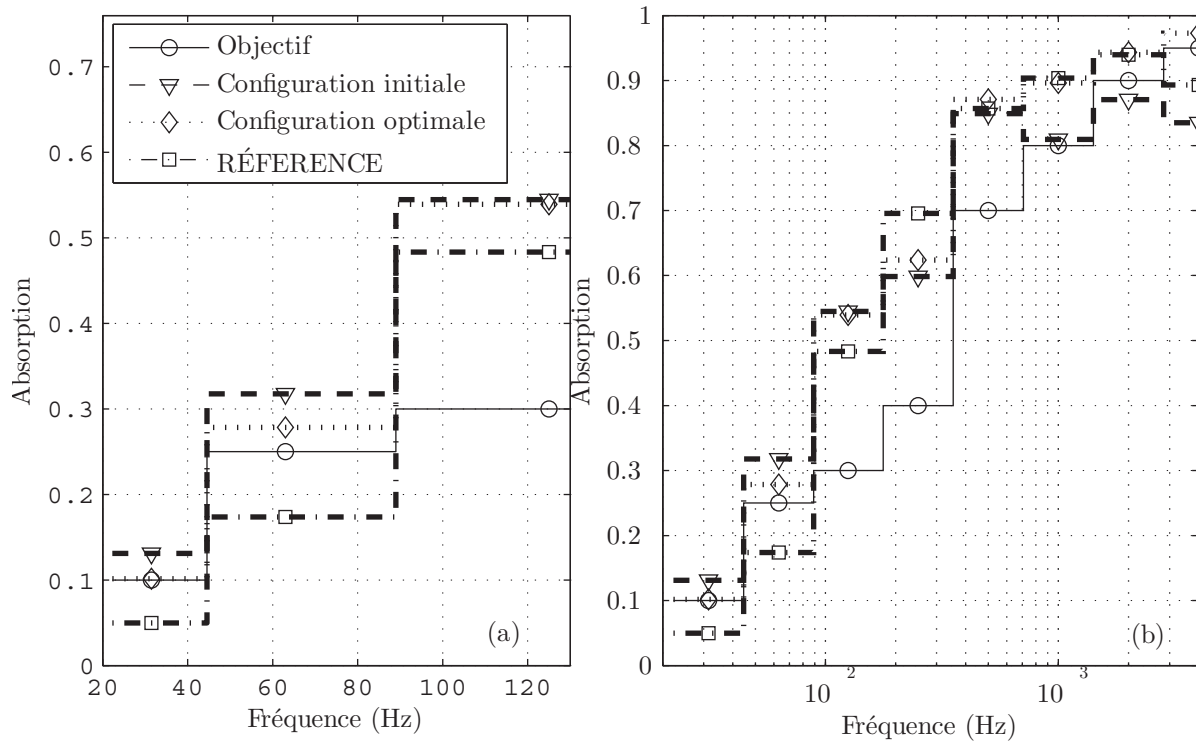 Objectif
Configuration initiale
Configuration optimale
RÉFERENCE
0.7
0.6
0.5
0.4
0.3
0.2
0.1
0
Absorption
20
40
60
80
100
120
Fréquence (Hz)
(a)
1
0.9
0.8
0.7
0.6
0.5
0.4
0.3
0.2
0.1
0
Absorption
10^2
10^3
Fréquence (Hz)
(b)